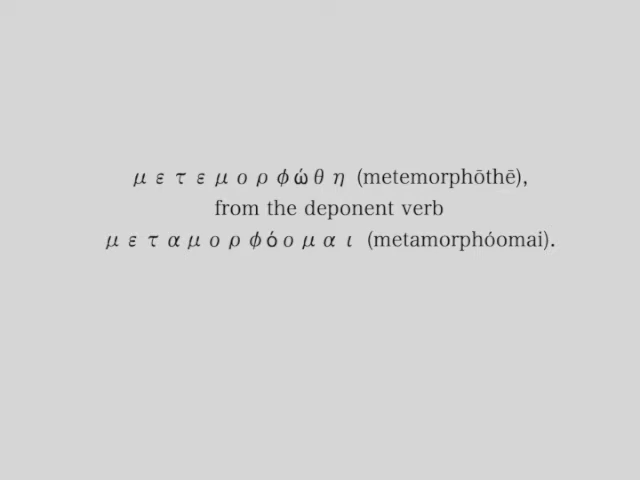 μετεμορφώθη (metemorphōthē),
from the deponent verb
μεταμορφόομαι (metamorphóomai).